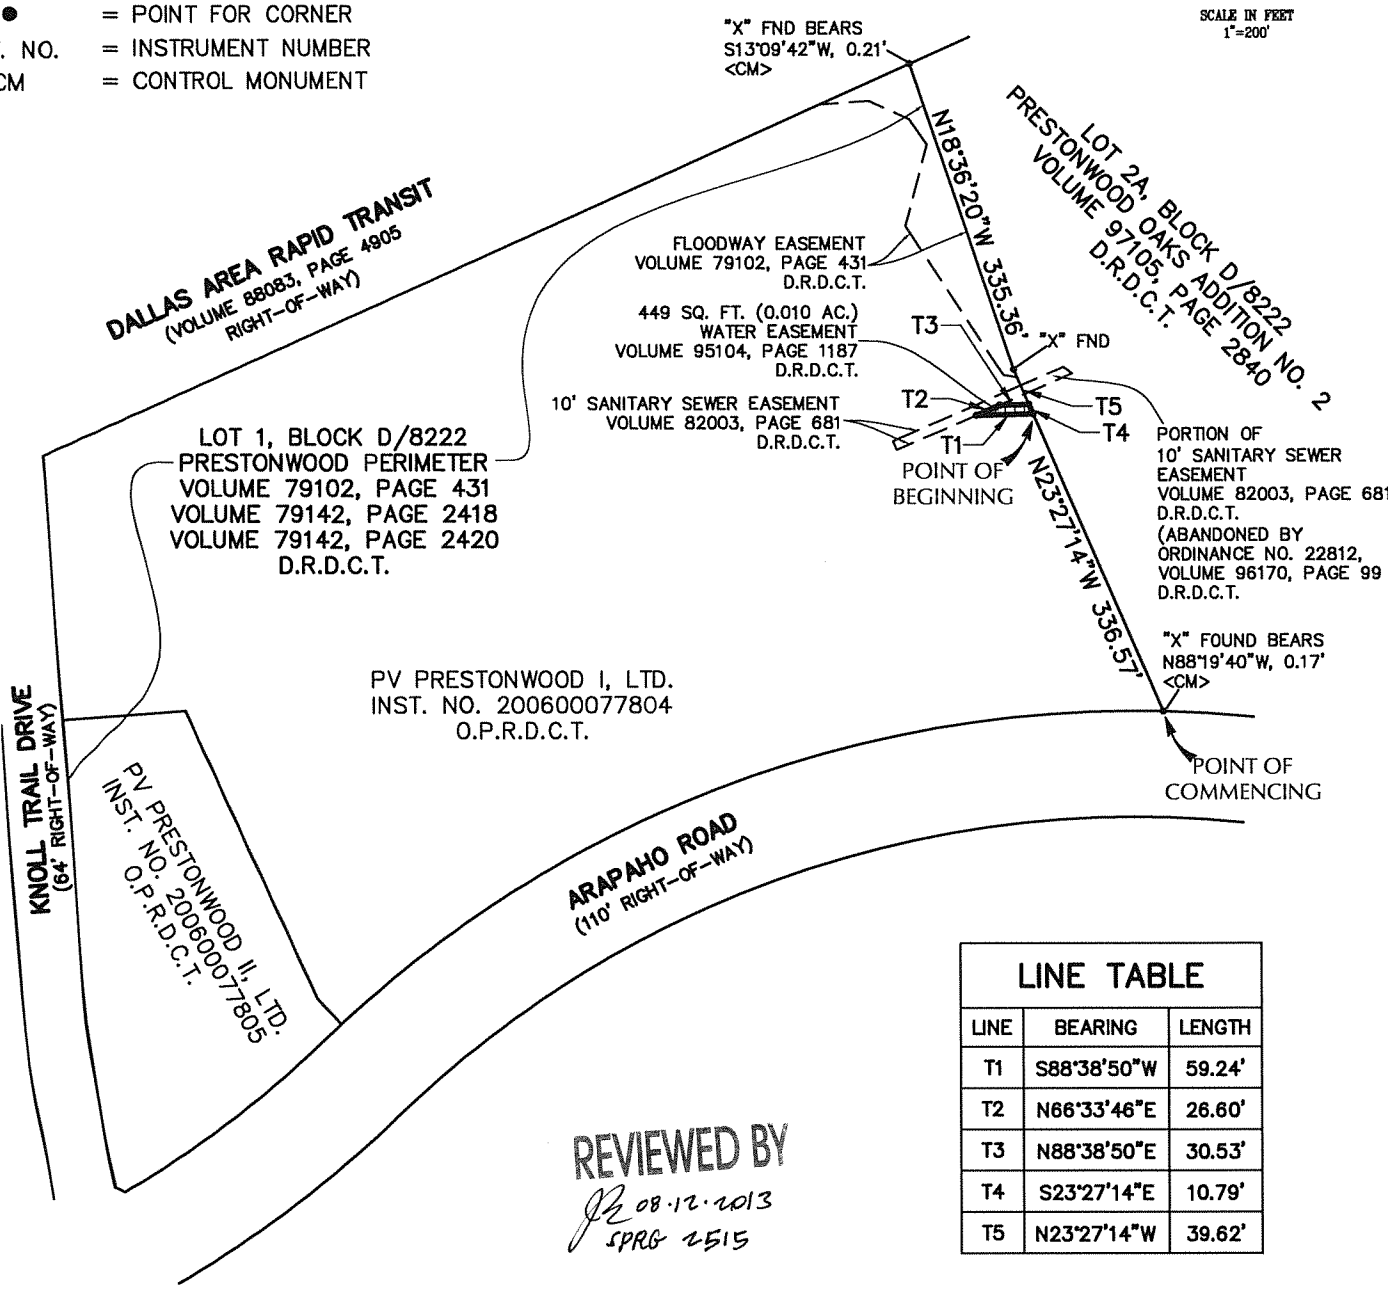 = POINT FOR CORNER
. NO. = INSTRUMENT NUMBER
CM = CONTROL MONUMENT
"X" FND BEARS
S13°09'42"W, 0.21'
<CM>
SCALE IN FEET
1"=200'
LOT 2A, BLOCK D/8222
PRESTONWOOD OAKS ADDITION NO. 2
VOLUME 97105, PAGE 2840
D.R.D.C.T.
N18°36'20"W 335.36'
DALLAS AREA RAPID TRANSIT
(VOLUME 88083, PAGE 4905
RIGHT-OF-WAY)
FLOODWAY EASEMENT
VOLUME 79102, PAGE 431
D.R.D.C.T.
449 SQ. FT. (0.010 AC.)
WATER EASEMENT
VOLUME 95104, PAGE 1187
D.R.D.C.T.
10' SANITARY SEWER EASEMENT
VOLUME 82003, PAGE 681
D.R.D.C.T.
T3
"X" FND
T2
T5
T4
T1
POINT OF
BEGINNING
N23°27'14"W 336.57'
PORTION OF
10' SANITARY SEWER
EASEMENT
VOLUME 82003, PAGE 681
D.R.D.C.T.
(ABANDONED BY
ORDINANCE NO. 22812,
VOLUME 96170, PAGE 99
D.R.D.C.T.
LOT 1, BLOCK D/8222
PRESTONWOOD PERIMETER
VOLUME 79102, PAGE 431
VOLUME 79142, PAGE 2418
VOLUME 79142, PAGE 2420
D.R.D.C.T.
"X" FOUND BEARS
N88°19'40"W, 0.17'
<CM>
PV PRESTONWOOD I, LTD.
INST. NO. 200600077804
O.P.R.D.C.T.
KNOLL TRAIL DRIVE
(64' RIGHT-OF-WAY)
PV PRESTONWOOD II, LTD.
INST. NO. 200600077805
O.P.R.D.C.T.
POINT OF
COMMENCING
ARAPAHO ROAD
(110' RIGHT-OF-WAY)
LINE TABLE
LINE BEARING LENGTH
T1 S88°38'50"W 59.24'
T2 N66°33'46"E 26.60'
T3 N88°38'50"E 30.53'
T4 S23°27'14"E 10.79'
T5 N23°27'14"W 39.62'
REVIEWED BY
08.12.2013
SPRG 2515